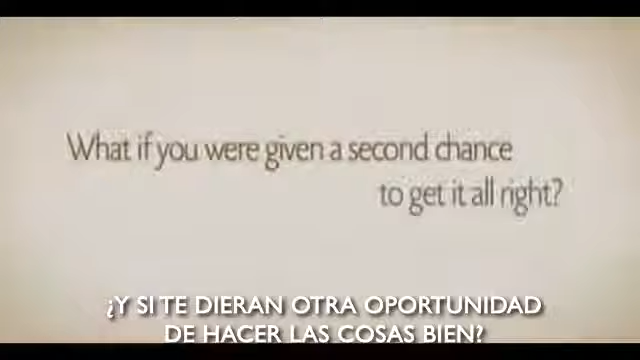 What if you were given a second chance
to get it all right?
¿Y SI TE DIERAN OTRA OPORTUNIDAD
DE HACER LAS COSAS BIEN?